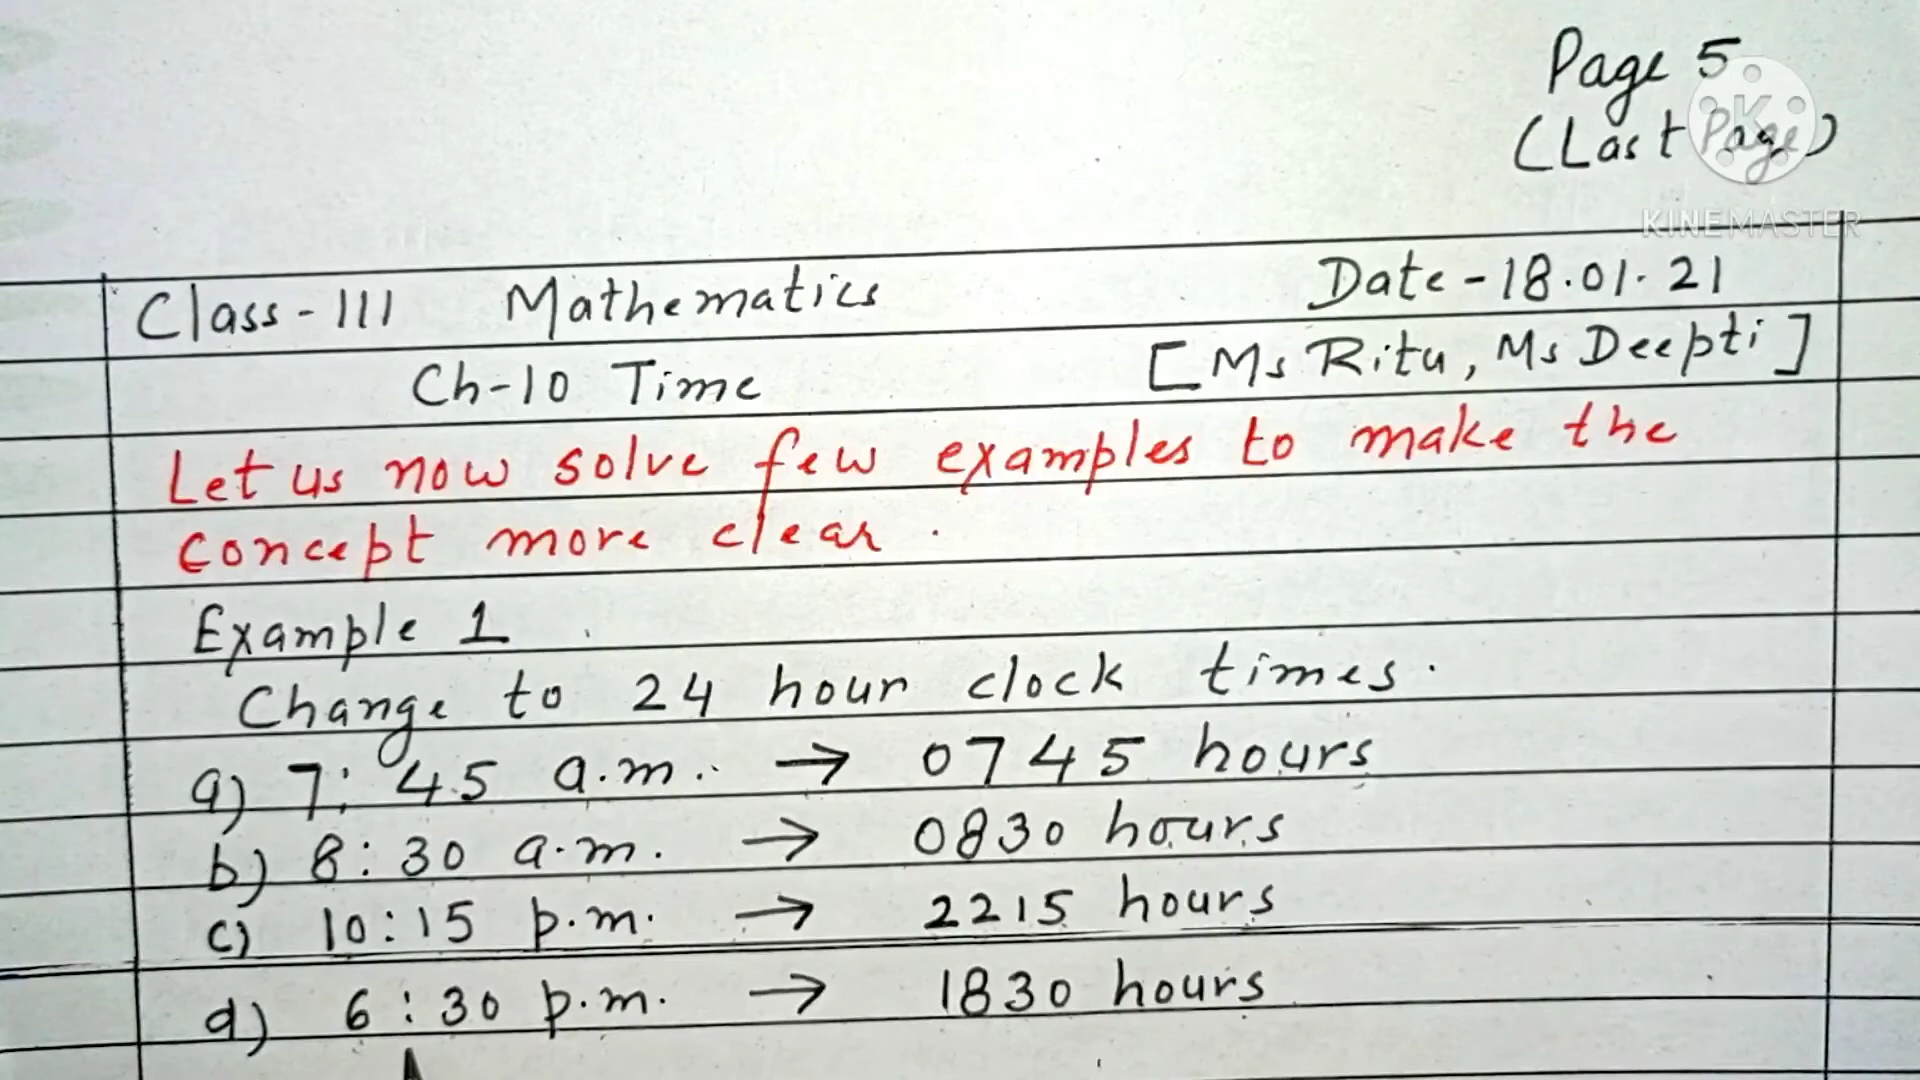 Page 5
(Last Page)
KINEMASTER
Class-III Mathematics Date-18.01.21
Ch-10 Time [Ms Ritu, Ms Deepti]
Let us now solve few examples to make the
concept more clear.
Example 1
Change to 24 hour clock times.
a) 7:45 a.m. → 0745 hours
b) 8:30 a.m. → 0830 hours
c) 10:15 p.m. → 2215 hours
d) 6:30 p.m. → 1830 hours